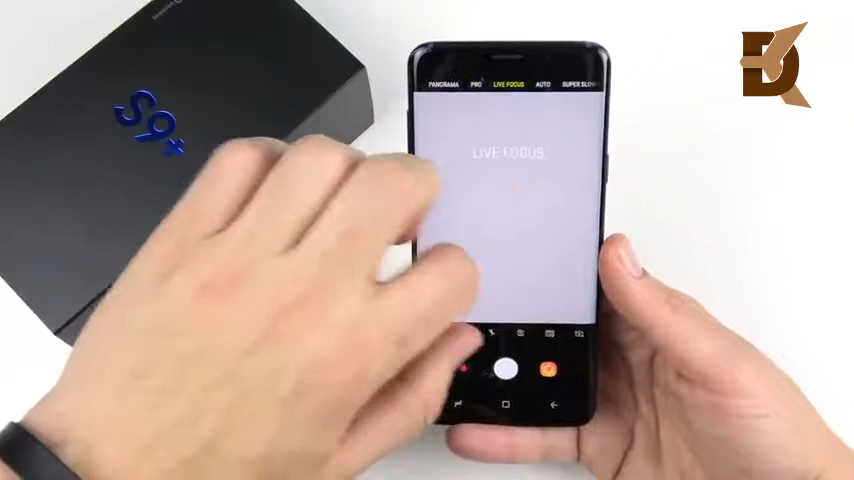 S9+
PANORAMA PRO LIVE FOCUS AUTO SUPER SLOW
LIVE FOCUS
D